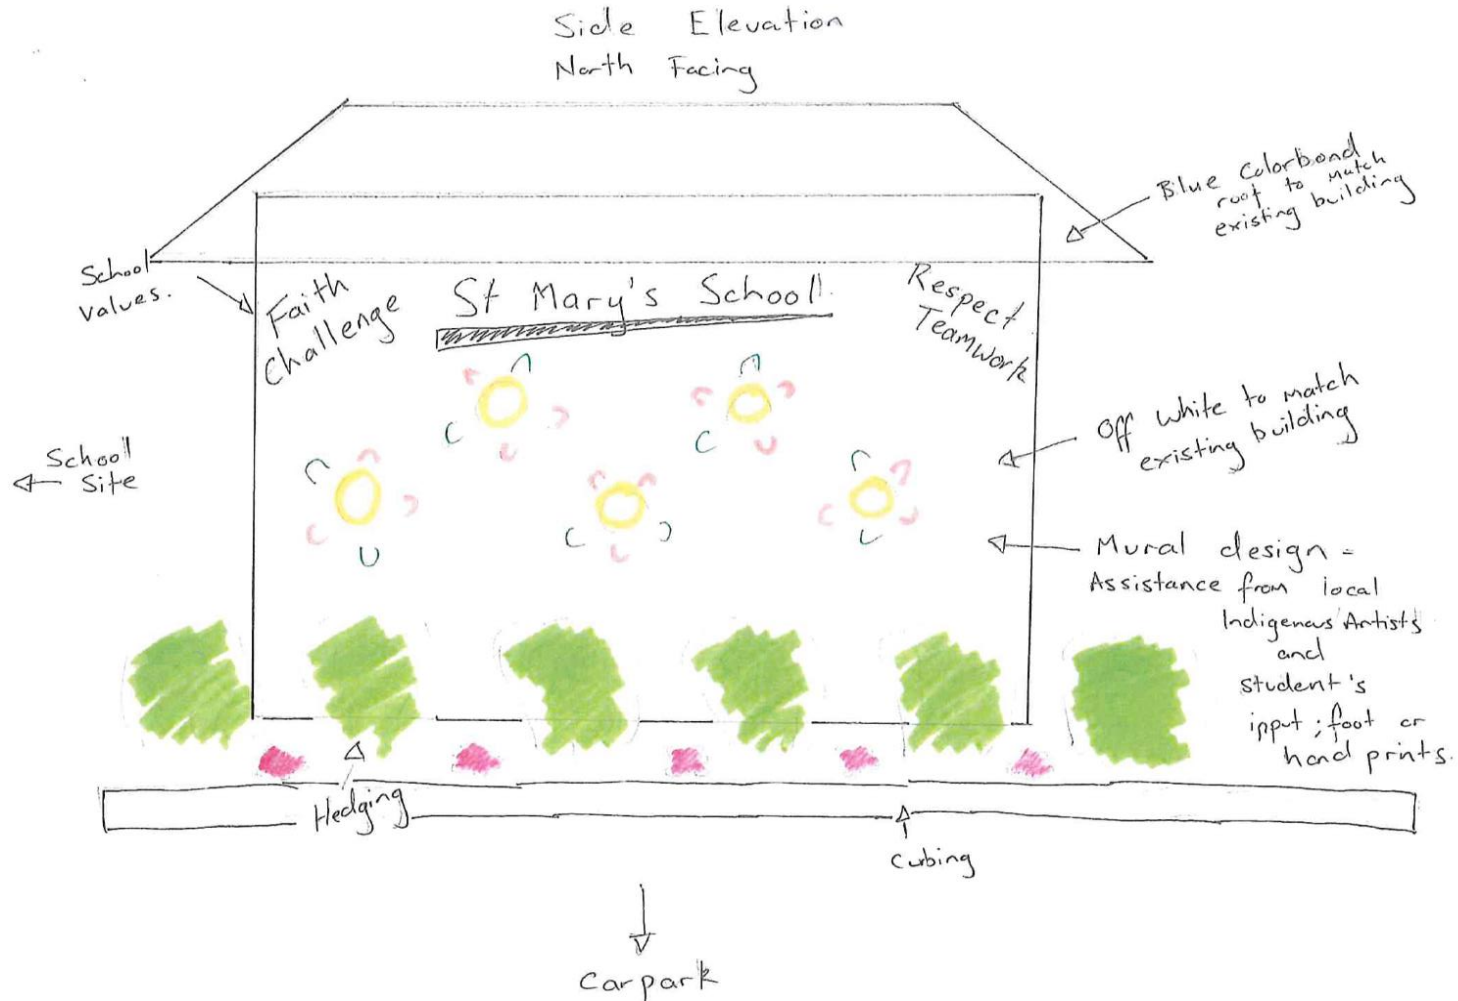 Side Elevation
North Facing
Blue Colorbond
roof to match
existing building
School
values.
Faith
Challenge
St Mary's School.
Respect
Teamwork
Off white to match
existing building
School
Site
Mural design =
Assistance from local
Indigenous Artists
and
student's
input ; foot or
hand prints.
Hedging
Curbing
Carpark